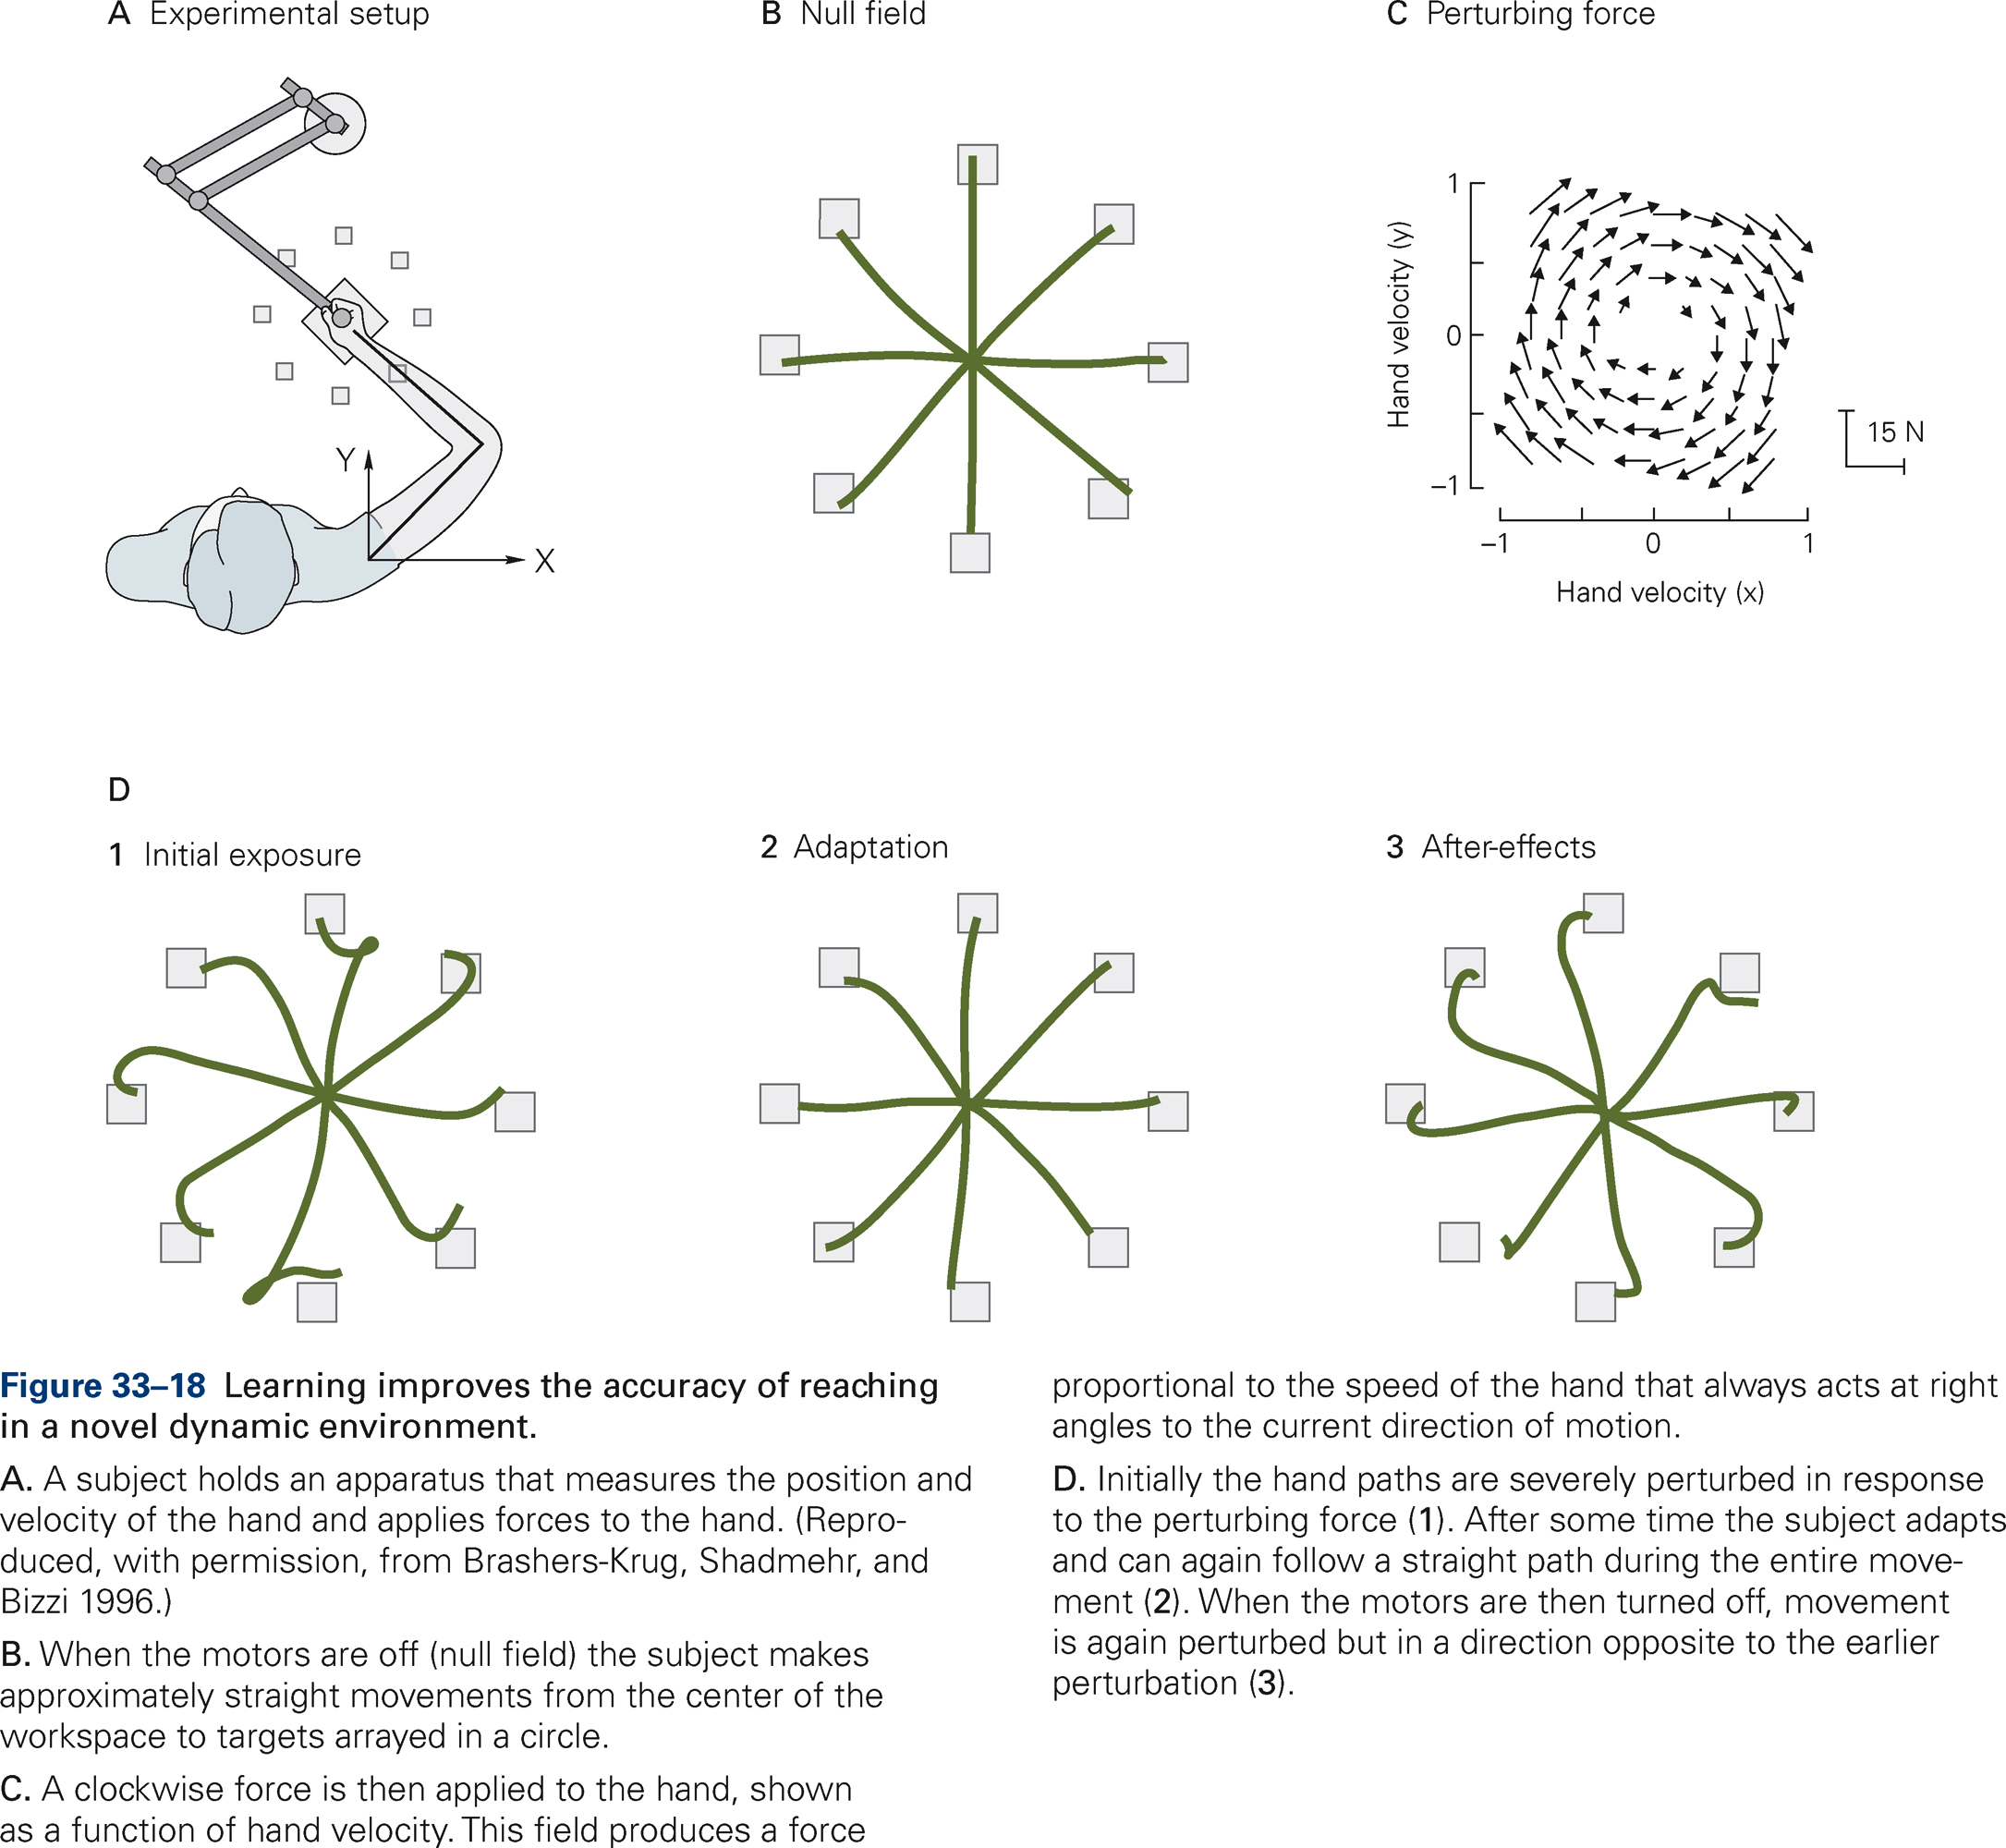 A Experimental setup
B Null field
C Perturbing force
Y
X
Hand velocity (y)
1
0
–1
15 N
–1
0
1
Hand velocity (x)
D
1 Initial exposure
2 Adaptation
3 After-effects
Figure 33–18 Learning improves the accuracy of reaching
in a novel dynamic environment.
A. A subject holds an apparatus that measures the position and
velocity of the hand and applies forces to the hand. (Repro-
duced, with permission, from Brashers-Krug, Shadmehr, and
Bizzi 1996.)
B. When the motors are off (null field) the subject makes
approximately straight movements from the center of the
workspace to targets arrayed in a circle.
C. A clockwise force is then applied to the hand, shown
as a function of hand velocity. This field produces a force
proportional to the speed of the hand that always acts at right
angles to the current direction of motion.
D. Initially the hand paths are severely perturbed in response
to the perturbing force (1). After some time the subject adapts
and can again follow a straight path during the entire move-
ment (2). When the motors are then turned off, movement
is again perturbed but in a direction opposite to the earlier
perturbation (3).